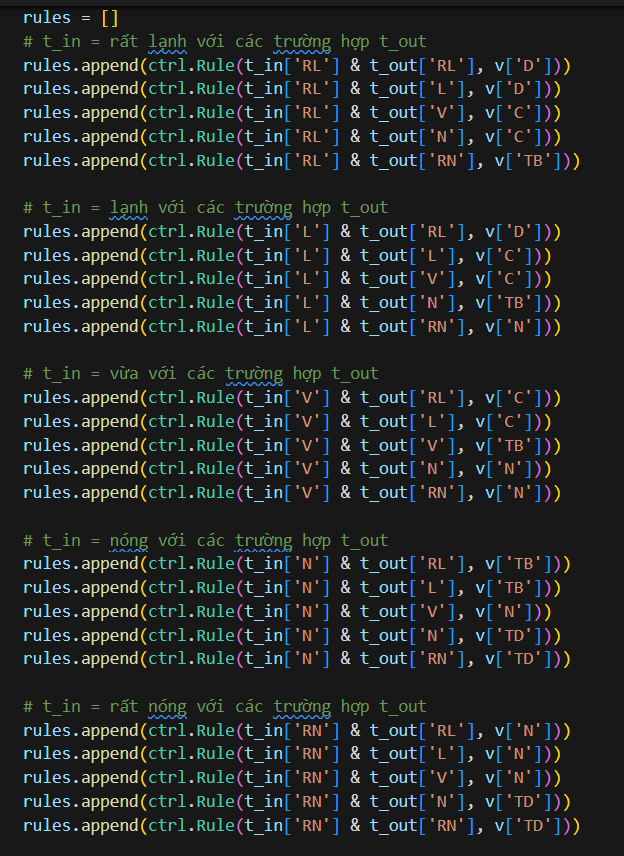 rules = []
# t_in = rất lạnh với các trường hợp t_out
rules.append(ctrl.Rule(t_in['RL'] & t_out['RL'], v['D']))
rules.append(ctrl.Rule(t_in['RL'] & t_out['L'], v['D']))
rules.append(ctrl.Rule(t_in['RL'] & t_out['V'], v['C']))
rules.append(ctrl.Rule(t_in['RL'] & t_out['N'], v['C']))
rules.append(ctrl.Rule(t_in['RL'] & t_out['RN'], v['TB']))
# t_in = lạnh với các trường hợp t_out
rules.append(ctrl.Rule(t_in['L'] & t_out['RL'], v['D']))
rules.append(ctrl.Rule(t_in['L'] & t_out['L'], v['C']))
rules.append(ctrl.Rule(t_in['L'] & t_out['V'], v['C']))
rules.append(ctrl.Rule(t_in['L'] & t_out['N'], v['TB']))
rules.append(ctrl.Rule(t_in['L'] & t_out['RN'], v['N']))
# t_in = vừa với các trường hợp t_out
rules.append(ctrl.Rule(t_in['V'] & t_out['RL'], v['C']))
rules.append(ctrl.Rule(t_in['V'] & t_out['L'], v['C']))
rules.append(ctrl.Rule(t_in['V'] & t_out['V'], v['TB']))
rules.append(ctrl.Rule(t_in['V'] & t_out['N'], v['N']))
rules.append(ctrl.Rule(t_in['V'] & t_out['RN'], v['N']))
# t_in = nóng với các trường hợp t_out
rules.append(ctrl.Rule(t_in['N'] & t_out['RL'], v['TB']))
rules.append(ctrl.Rule(t_in['N'] & t_out['L'], v['TB']))
rules.append(ctrl.Rule(t_in['N'] & t_out['V'], v['N']))
rules.append(ctrl.Rule(t_in['N'] & t_out['N'], v['TD']))
rules.append(ctrl.Rule(t_in['N'] & t_out['RN'], v['TD']))
# t_in = rất nóng với các trường hợp t_out
rules.append(ctrl.Rule(t_in['RN'] & t_out['RL'], v['N']))
rules.append(ctrl.Rule(t_in['RN'] & t_out['L'], v['N']))
rules.append(ctrl.Rule(t_in['RN'] & t_out['V'], v['N']))
rules.append(ctrl.Rule(t_in['RN'] & t_out['N'], v['TD']))
rules.append(ctrl.Rule(t_in['RN'] & t_out['RN'], v['TD']))